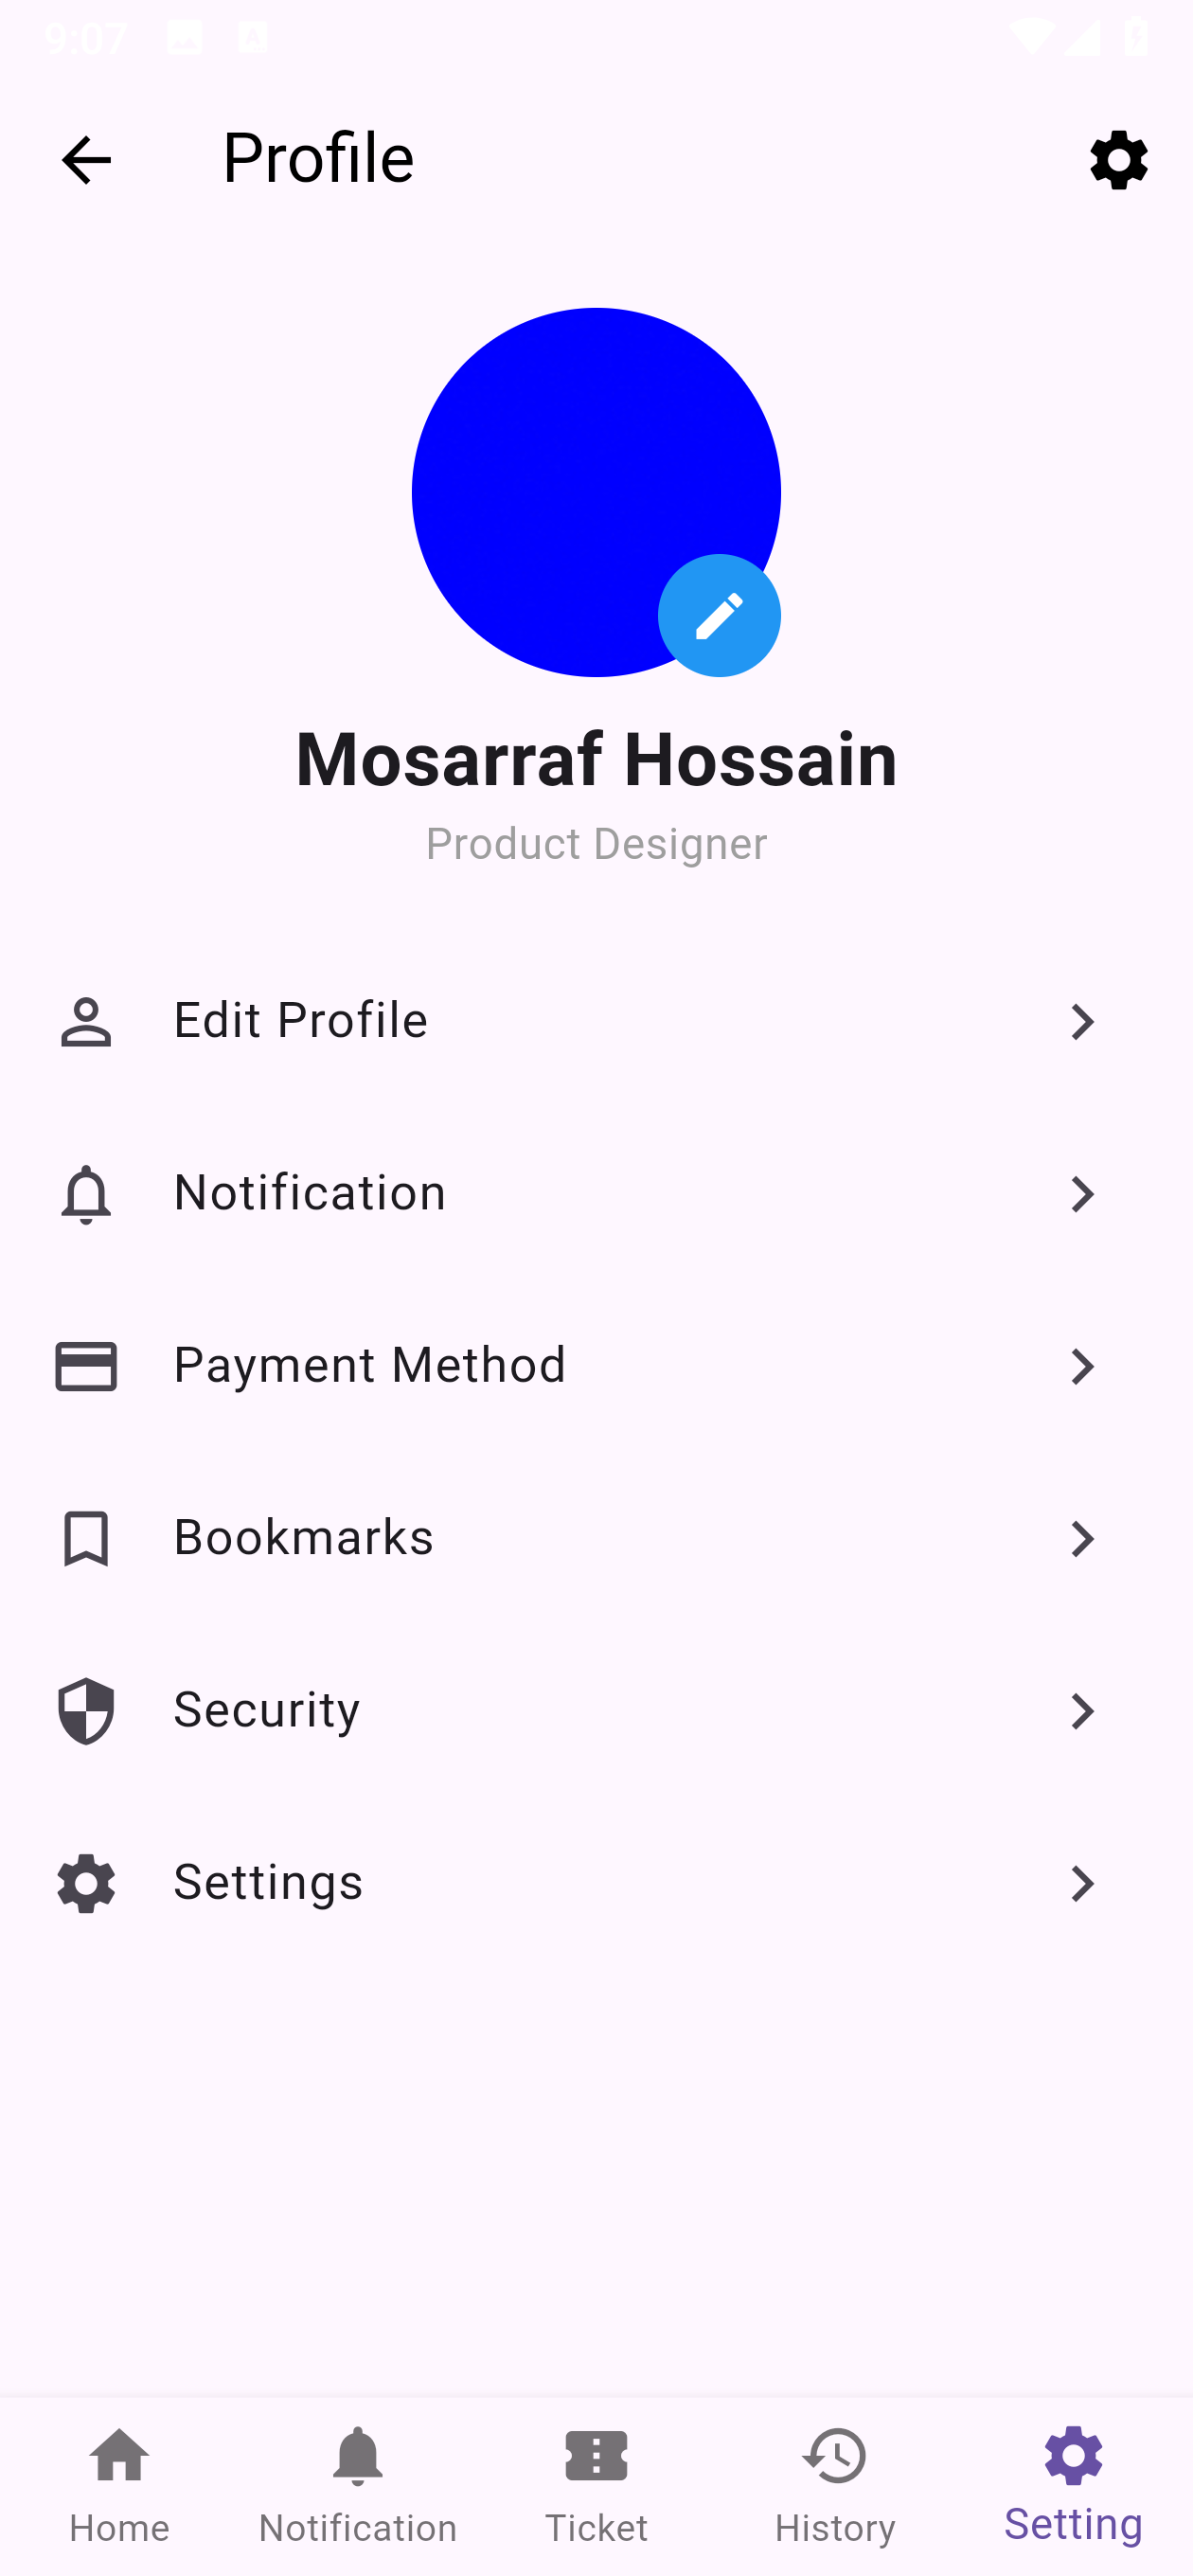 9:07
Profile
Mosarraf Hossain
Product Designer
Edit Profile
Notification
Payment Method
Bookmarks
Security
Settings
Home
Notification
Ticket
History
Setting